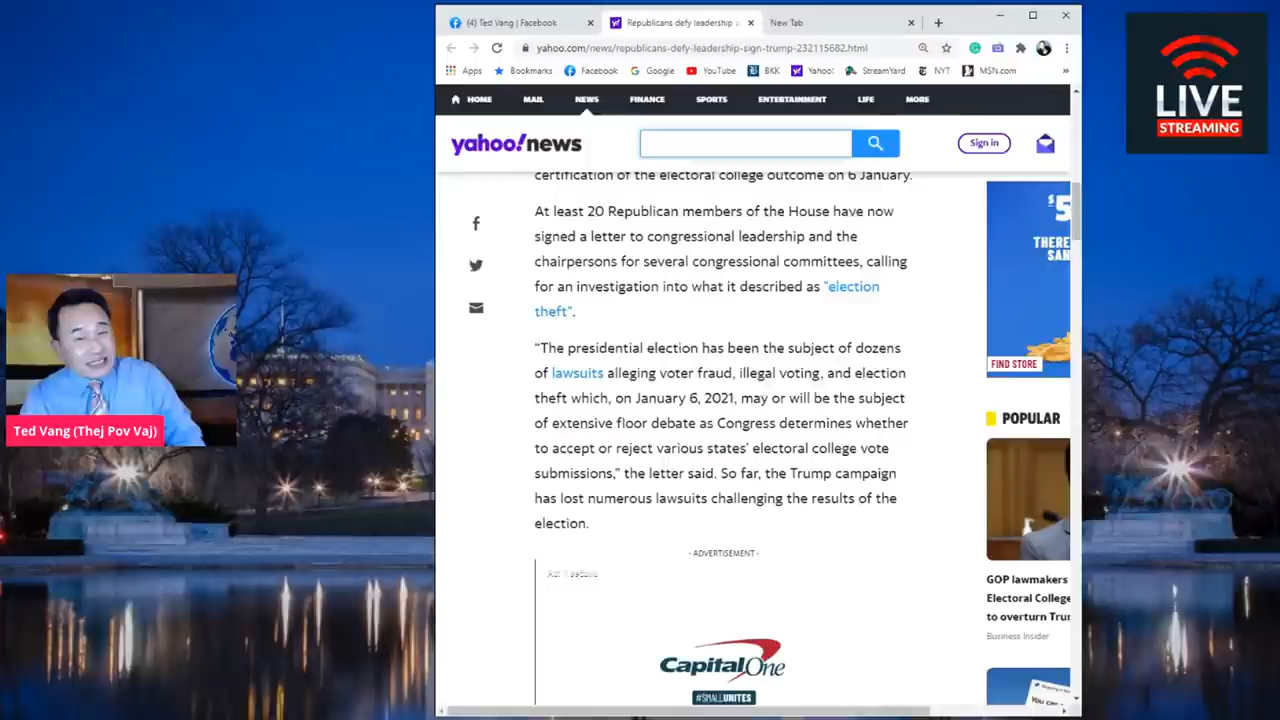 (4) Ted Vang | Facebook
Republicans defy leadership
New Tab
yahoo.com/news/republicans-defy-leadership-sign-trump-232115682.html
Apps Bookmarks Facebook Google YouTube BKK Yahoo! StreamYard NYT MSN.com »
HOME MAIL NEWS FINANCE SPORTS ENTERTAINMENT LIFE MORE
yahoo!news
Sign in
LIVE
STREAMING
certification of the electoral college outcome on 6 January.
At least 20 Republican members of the House have now
signed a letter to congressional leadership and the
chairpersons for several congressional committees, calling
for an investigation into what it described as "election
theft".
"The presidential election has been the subject of dozens
of lawsuits alleging voter fraud, illegal voting, and election
theft which, on January 6, 2021, may or will be the subject
of extensive floor debate as Congress determines whether
to accept or reject various states' electoral college vote
submissions," the letter said. So far, the Trump campaign
has lost numerous lawsuits challenging the results of the
election.
- ADVERTISEMENT -
Capital One
#SMALLUNITES
$5
THERE
SAN
FIND STORE
POPULAR
GOP lawmakers
Electoral College
to overturn Tru
Business Insider
You can
Ted Vang (Thej Pov Vaj)